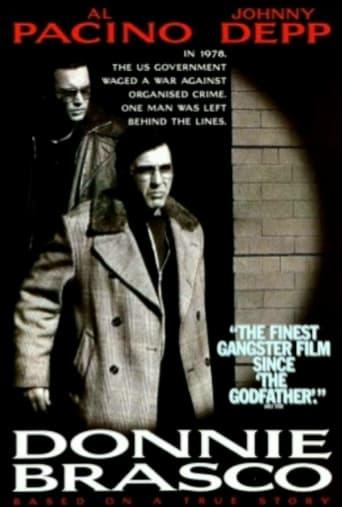 AL JOHNNY
PACINO DEPP
IN 1978.
THE US GOVERNMENT
WAGED A WAR AGAINST
ORGANISED CRIME.
ONE MAN WAS LEFT
BEHIND THE LINES.
"THE FINEST
GANGSTER FILM
SINCE
'THE
GODFATHER'."
DONNIE
BRASCO
BASED ON A TRUE STORY